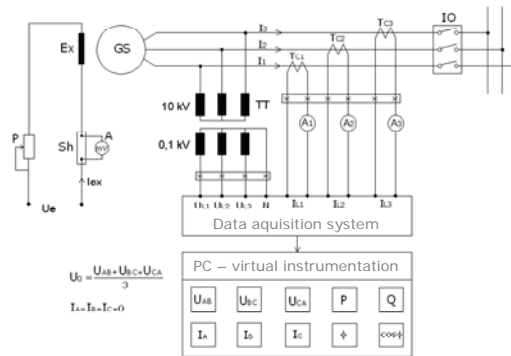 TC3
I3
IO
TC2
Ex
GS
I2
TC1
I1
10 kV
TT
P
A
A1
A2
A3
Sh
mV
0,1 kV
Iex
Ue
UL1 UL2 UL3 N IL1 IL2 IL3
Data aquisition system
PC – virtual instrumentation
U0 = UAB+UBC+UCA
3
UAB UBC UCA P Q
IA=IB=IC=0
IA IB IC ϕ cosϕ